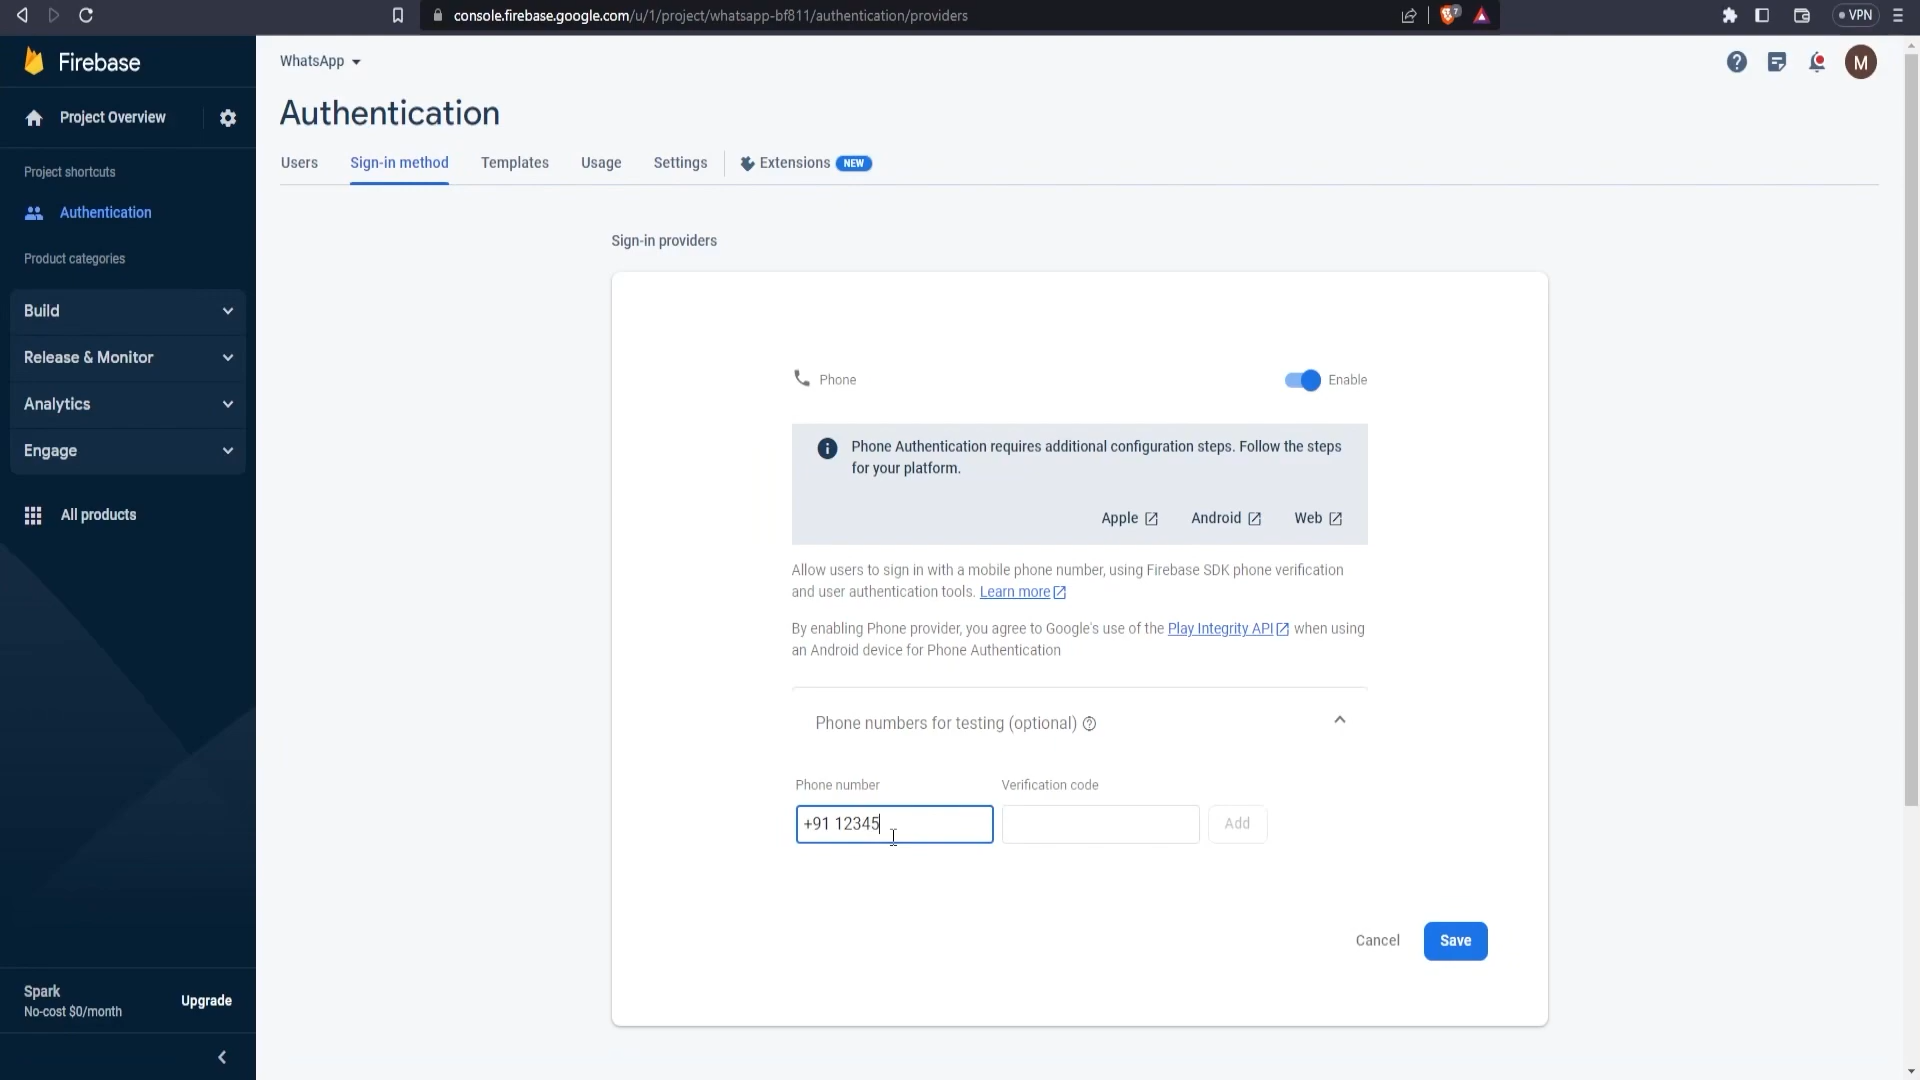 console.firebase.google.com/u/1/project/whatsapp-bf811/authentication/providers
7
VPN
Firebase
WhatsApp
M
Project Overview
Authentication
Users
Sign-in method
Templates
Usage
Settings
Extensions
NEW
Project shortcuts
Authentication
Product categories
Build
Release & Monitor
Analytics
Engage
All products
Spark
No-cost $0/month
Upgrade
Sign-in providers
Phone
Enable
Phone Authentication requires additional configuration steps. Follow the steps
for your platform.
Apple
Android
Web
Allow users to sign in with a mobile phone number, using Firebase SDK phone verification
and user authentication tools. Learn more
By enabling Phone provider, you agree to Google's use of the Play Integrity API when using
an Android device for Phone Authentication
Phone numbers for testing (optional)
Phone number
Verification code
+91 12345
Add
Cancel
Save